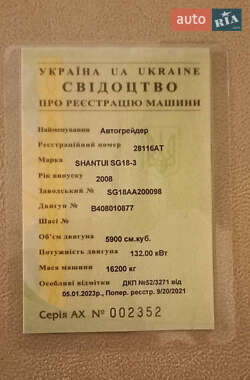 auto RIA
УКРАЇНА UA UKRAINE
СВІДОЦТВО
ПРО РЕЄСТРАЦІЮ МАШИНИ
Найменування Автогрейдер
Реєстраційний номер 28116АТ
Марка SHANTUI SG18-3
Рік випуску 2008
Заводський № SG18AA200098
Двигун № B408010877
Шасі №
Об'єм двигуна 5900 см.куб.
Потужність двигуна 132.00 кВт
Маса машини 16200 кг
Особливі відмітки ДКП №52/3271 від
05.01.2023р., Попер. реєстр. 9/20/2021
Серія АХ № 002352